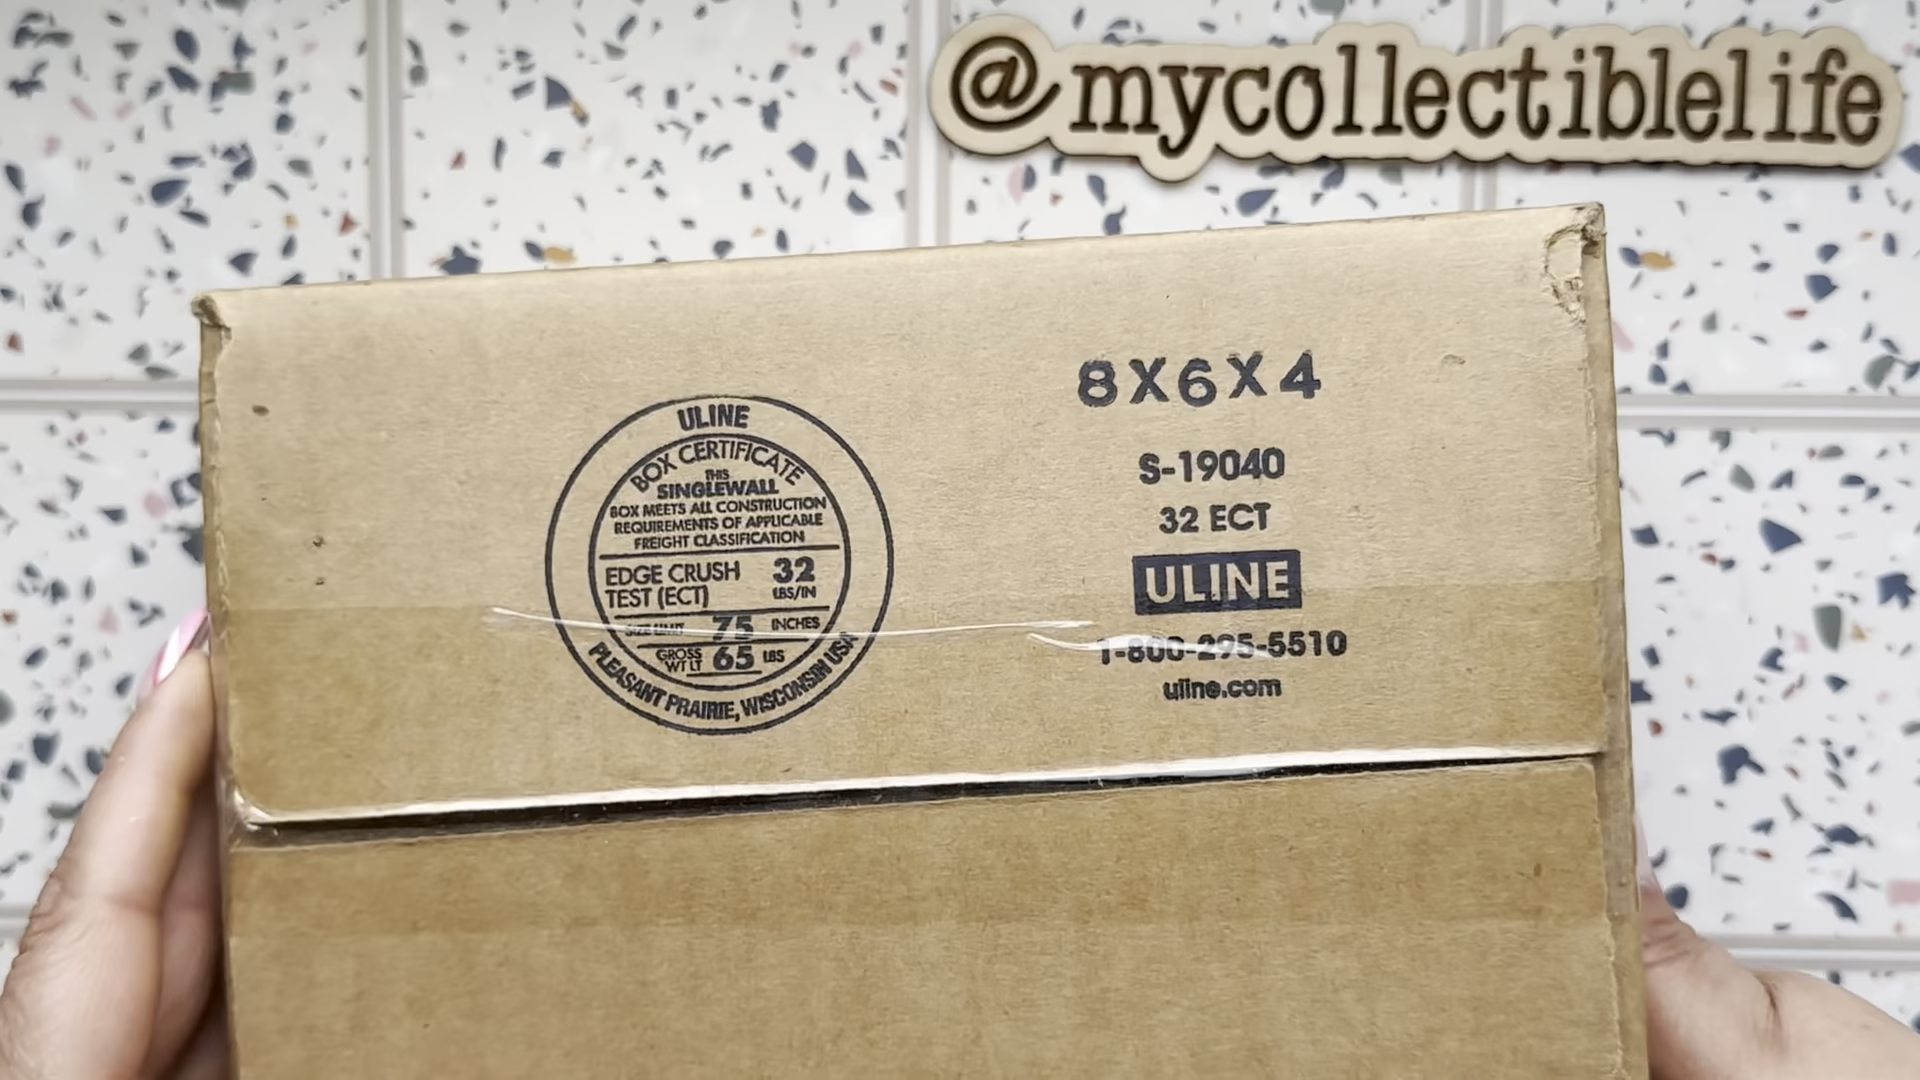 @mycollectiblelife
8X6X4
S-19040
32 ECT
ULINE
1-800-295-5510
uline.com
ULINE
BOX CERTIFICATE
THIS
SINGLEWALL
BOX MEETS ALL CONSTRUCTION
REQUIREMENTS OF APPLICABLE
FREIGHT CLASSIFICATION
EDGE CRUSH 32
TEST (ECT) LBS/IN
SIZE LIMIT 75 INCHES
GROSS
WT LT 65 LBS
PLEASANT PRAIRIE, WISCONSIN USA